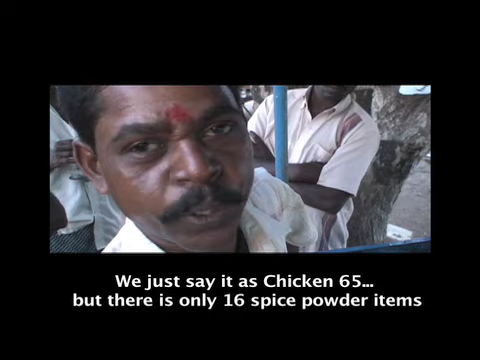 We just say it as Chicken 65...
but there is only 16 spice powder items